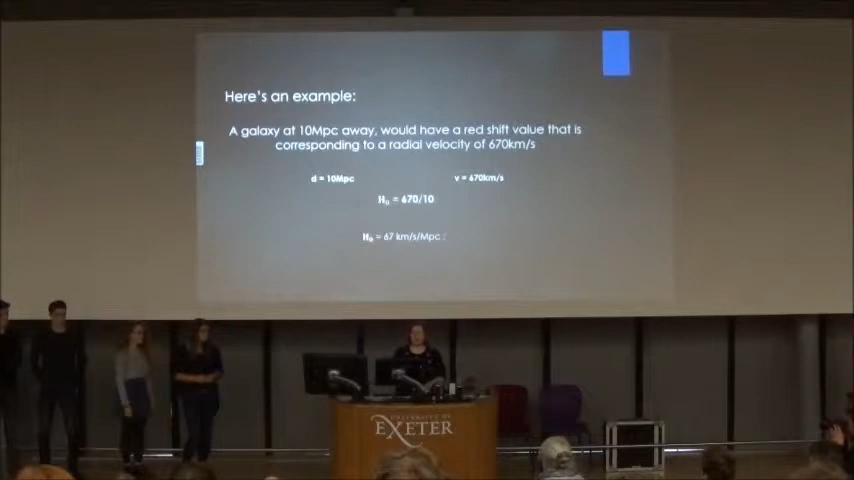 Here's an example:
A galaxy at 10Mpc away, would have a red shift value that is
corresponding to a radial velocity of 670km/s
d = 10Mpc
v = 670km/s
H₀ = 670/10
H₀ = 67 km/s/Mpc
UNIVERSITY OF
EXETER